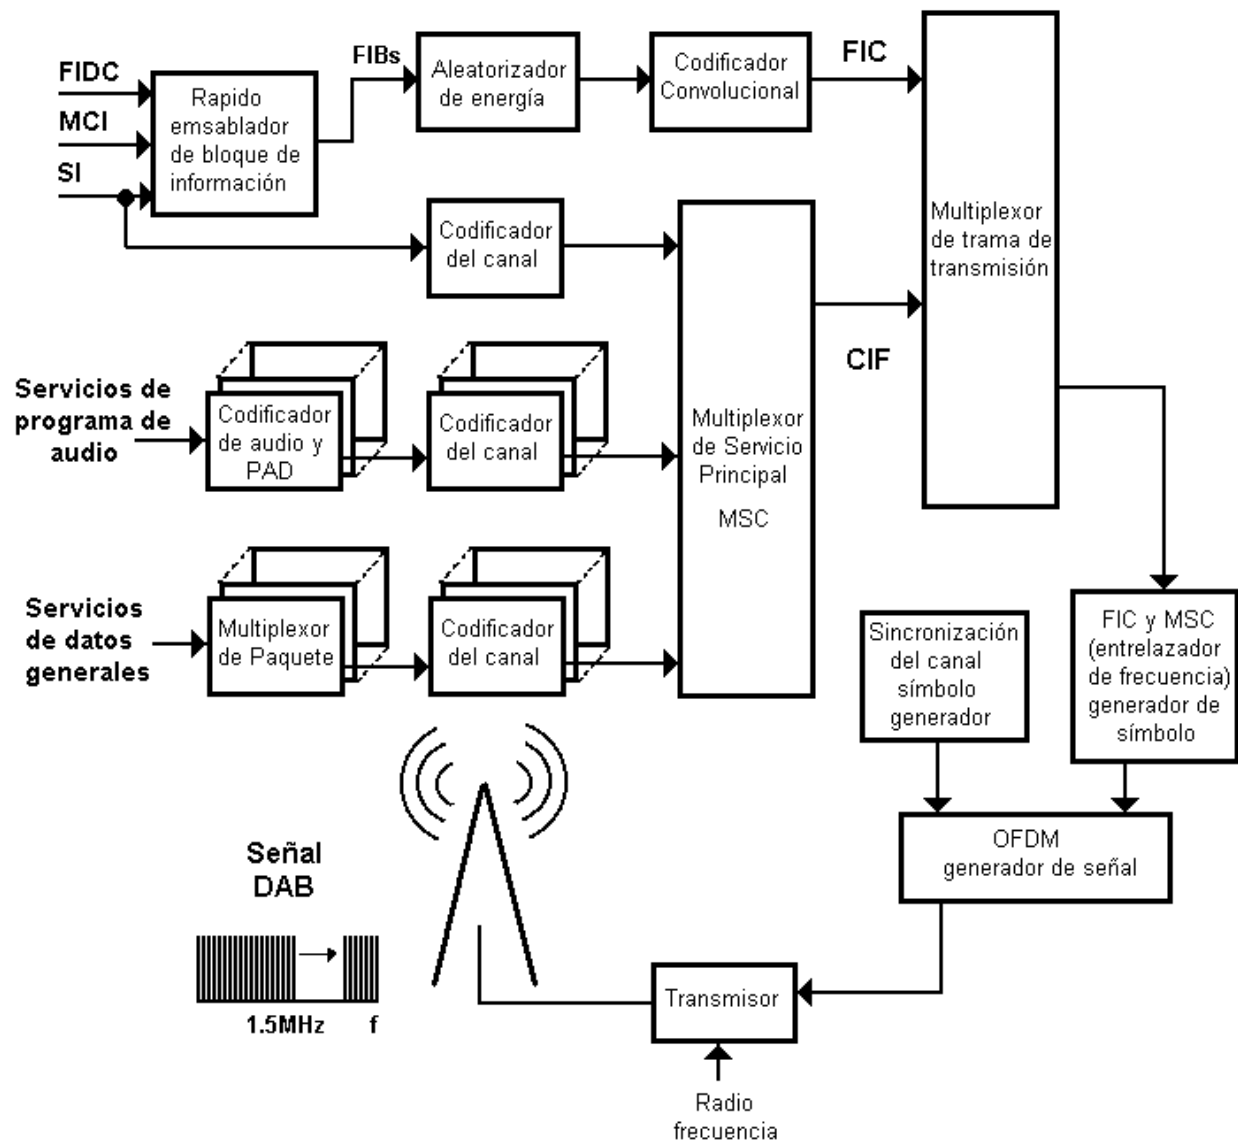 FIDC
MCI
SI
Rapido
emsablador
de bloque de
información
FIBs
Aleatorizador
de energía
Codificador
Convolucional
FIC
Multiplexor
de trama de
transmisión
Codificador
del canal
Servicios de
programa de
audio
Codificador
de audio y
PAD
Codificador
del canal
Multiplexor
de Servicio
Principal
MSC
CIF
Servicios
de datos
generales
Multiplexor
de Paquete
Codificador
del canal
Sincronización
del canal
símbolo
generador
FIC y MSC
(entrelazador
de frecuencia)
generador de
símbolo
OFDM
generador de señal
Señal
DAB
1.5MHz f
Transmisor
Radio
frecuencia